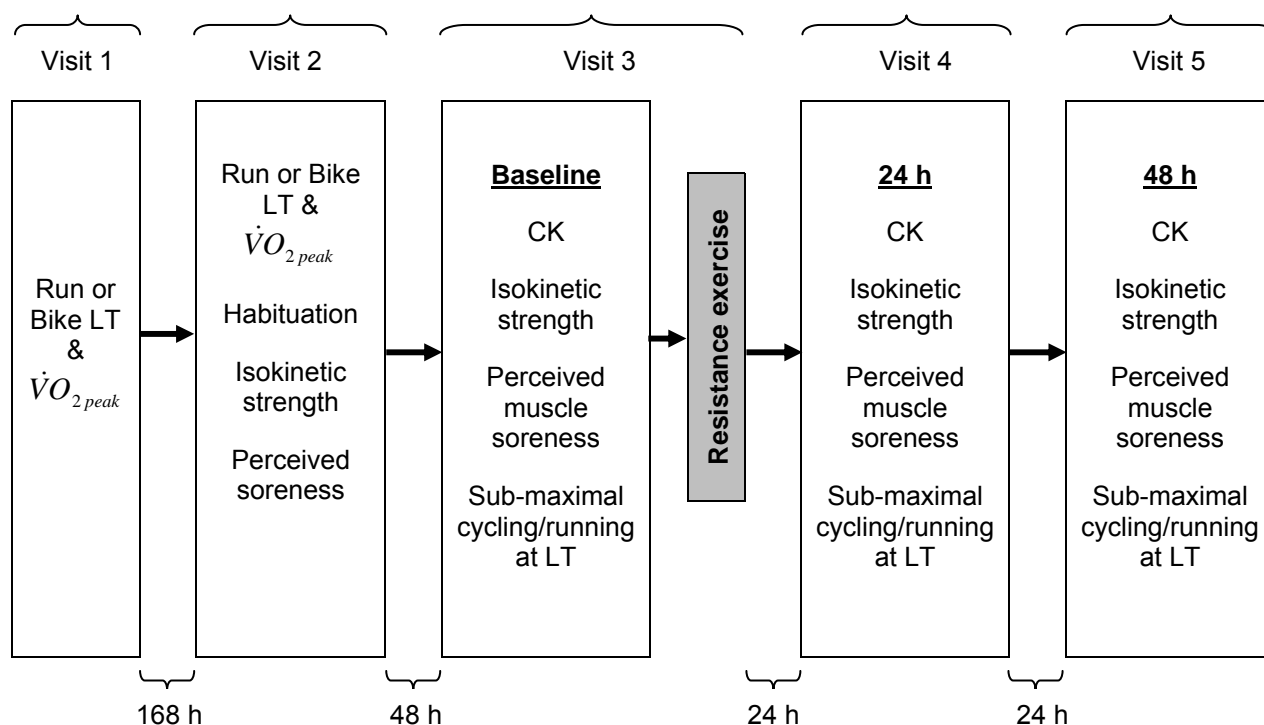 Visit 1
Visit 2
Visit 3
Visit 4
Visit 5
Run or
Bike LT
&
V̇O2 peak
Run or Bike
LT &
V̇O2 peak
Habituation
Isokinetic
strength
Perceived
soreness
Baseline
CK
Isokinetic
strength
Perceived
muscle
soreness
Sub-maximal
cycling/running
at LT
Resistance exercise
24 h
CK
Isokinetic
strength
Perceived
muscle
soreness
Sub-maximal
cycling/running
at LT
48 h
CK
Isokinetic
strength
Perceived
muscle
soreness
Sub-maximal
cycling/running
at LT
168 h
48 h
24 h
24 h